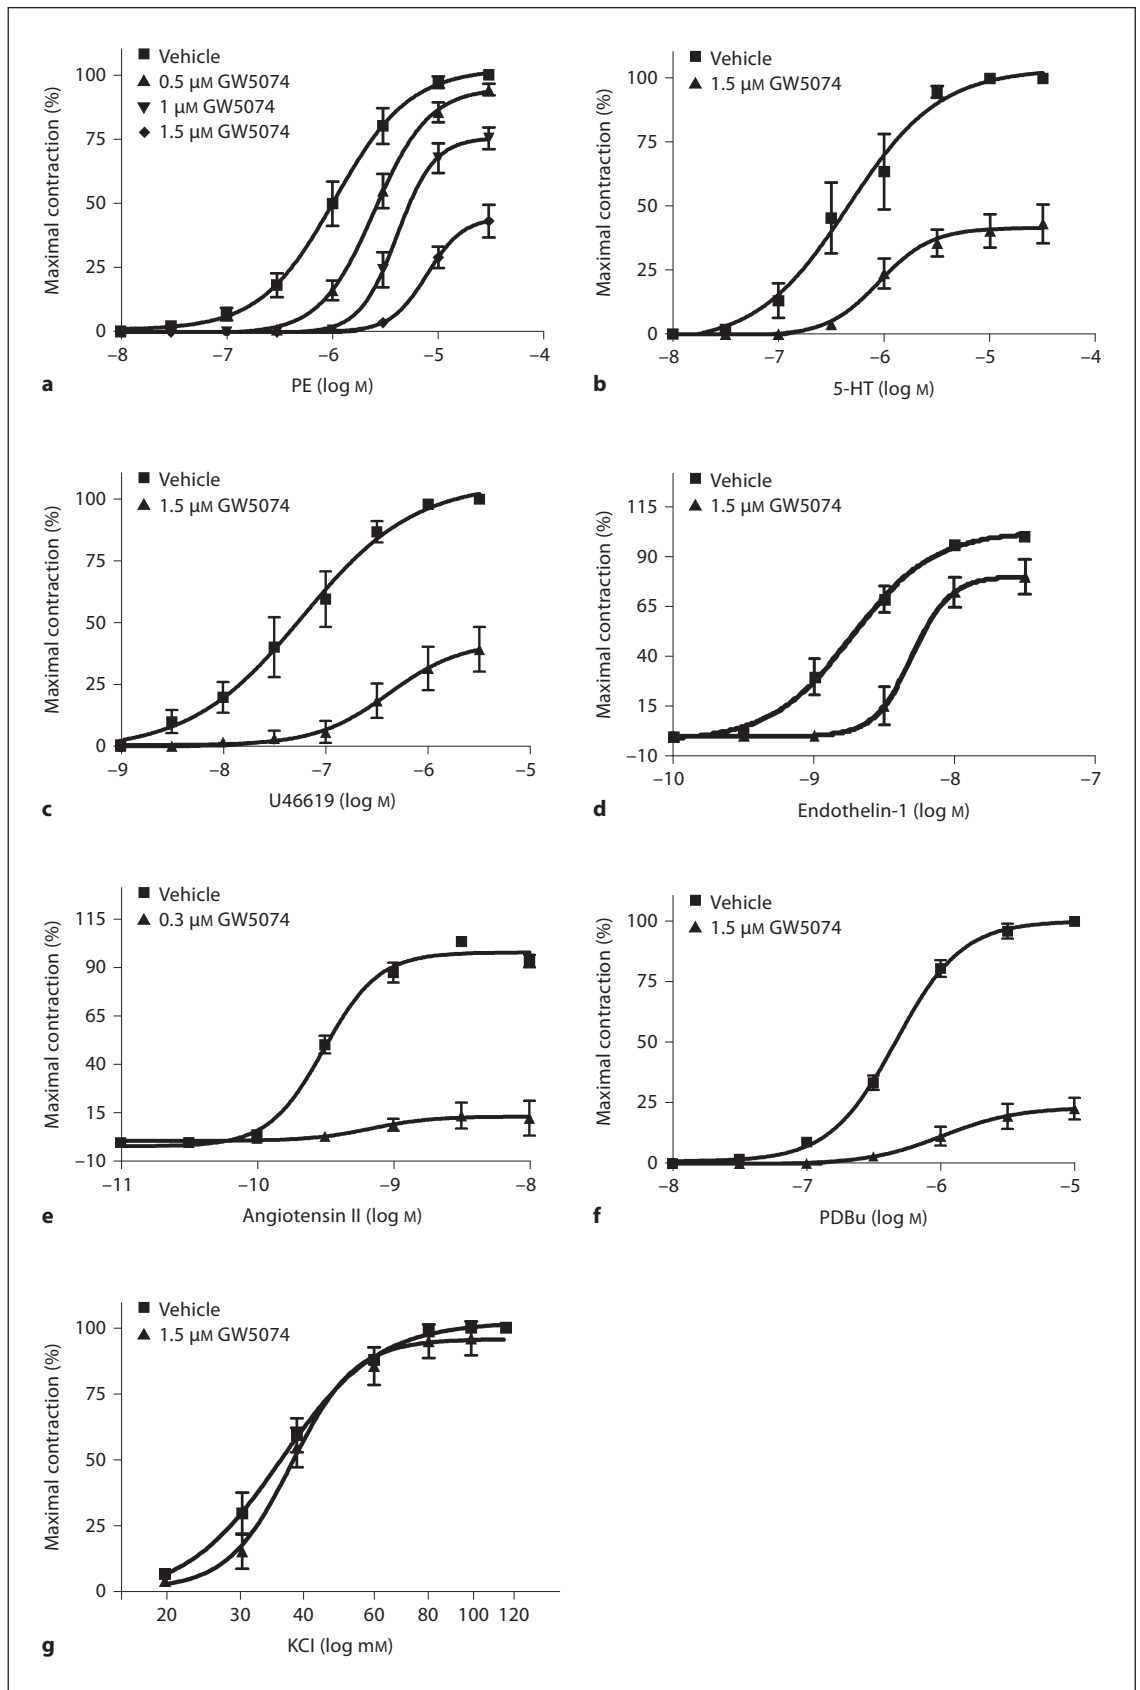 Vehicle
0.5 μM GW5074
1 μM GW5074
1.5 μM GW5074
Maximal contraction (%)
100
75
50
25
0
–8 –7 –6 –5 –4
PE (log M)
a
Vehicle
1.5 μM GW5074
Maximal contraction (%)
100
75
50
25
0
–8 –7 –6 –5 –4
5-HT (log M)
b
Vehicle
1.5 μM GW5074
Maximal contraction (%)
100
75
50
25
0
–9 –8 –7 –6 –5
U46619 (log M)
c
Vehicle
1.5 μM GW5074
Maximal contraction (%)
115
90
65
40
15
–10
–10 –9 –8 –7
Endothelin-1 (log M)
d
Vehicle
0.3 μM GW5074
Maximal contraction (%)
115
90
65
40
15
–10
–11 –10 –9 –8
Angiotensin II (log M)
e
Vehicle
1.5 μM GW5074
Maximal contraction (%)
100
75
50
25
0
–8 –7 –6 –5
PDBu (log M)
f
Vehicle
1.5 μM GW5074
Maximal contraction (%)
100
75
50
25
0
20 30 40 60 80 100 120
KCl (log mM)
g